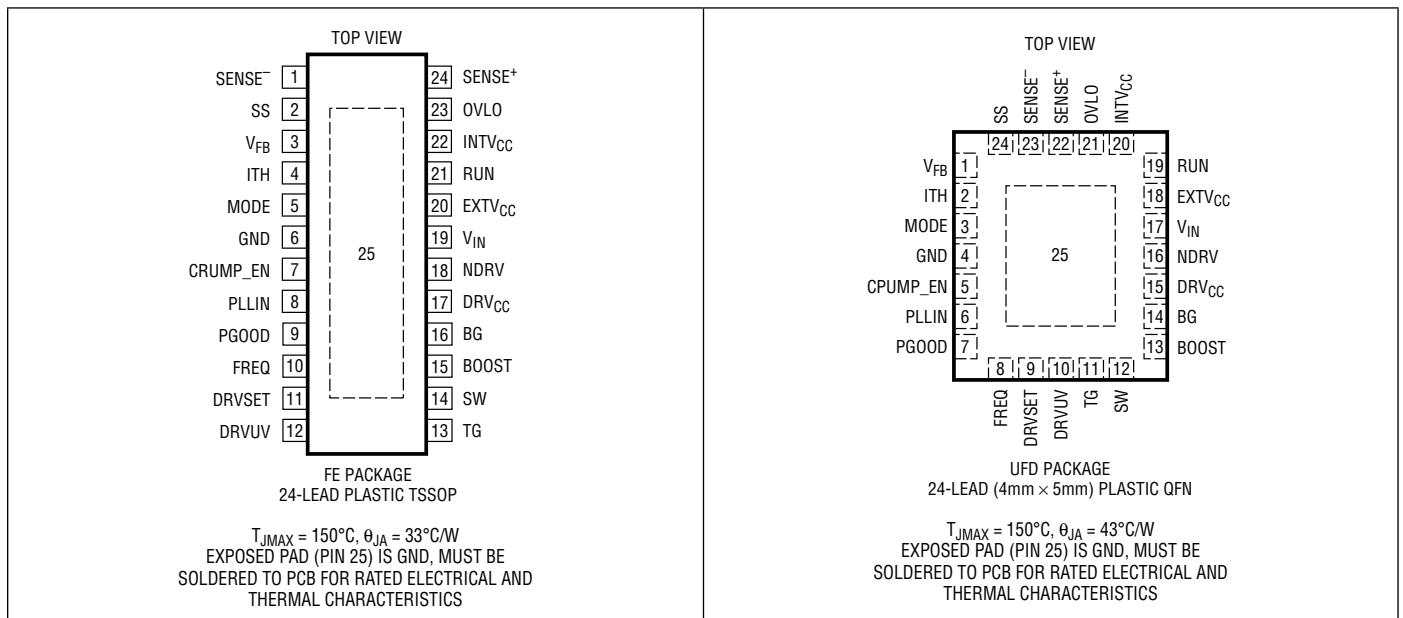 TOP VIEW
SENSE⁻ 1
SS 2
VFB 3
ITH 4
MODE 5
GND 6
CRUMP_EN 7
PLLIN 8
PGOOD 9
FREQ 10
DRVSET 11
DRVUV 12
24 SENSE⁺
23 OVLO
22 INTVCC
21 RUN
20 EXTVCC
19 VIN
18 NDRV
17 DRVCC
16 BG
15 BOOST
14 SW
13 TG
25
FE PACKAGE
24-LEAD PLASTIC TSSOP
TJMAX = 150°C, θJA = 33°C/W
EXPOSED PAD (PIN 25) IS GND, MUST BE
SOLDERED TO PCB FOR RATED ELECTRICAL AND
THERMAL CHARACTERISTICS
TOP VIEW
SS
SENSE⁻
SENSE⁺
OVLO
INTVCC
24 23 22 21 20
VFB 1
ITH 2
MODE 3
GND 4
CPUMP_EN 5
PLLIN 6
PGOOD 7
19 RUN
18 EXTVCC
17 VIN
16 NDRV
15 DRVCC
14 BG
13 BOOST
25
8 9 10 11 12
FREQ
DRVSET
DRVUV
TG
SW
UFD PACKAGE
24-LEAD (4mm × 5mm) PLASTIC QFN
TJMAX = 150°C, θJA = 43°C/W
EXPOSED PAD (PIN 25) IS GND, MUST BE
SOLDERED TO PCB FOR RATED ELECTRICAL AND
THERMAL CHARACTERISTICS